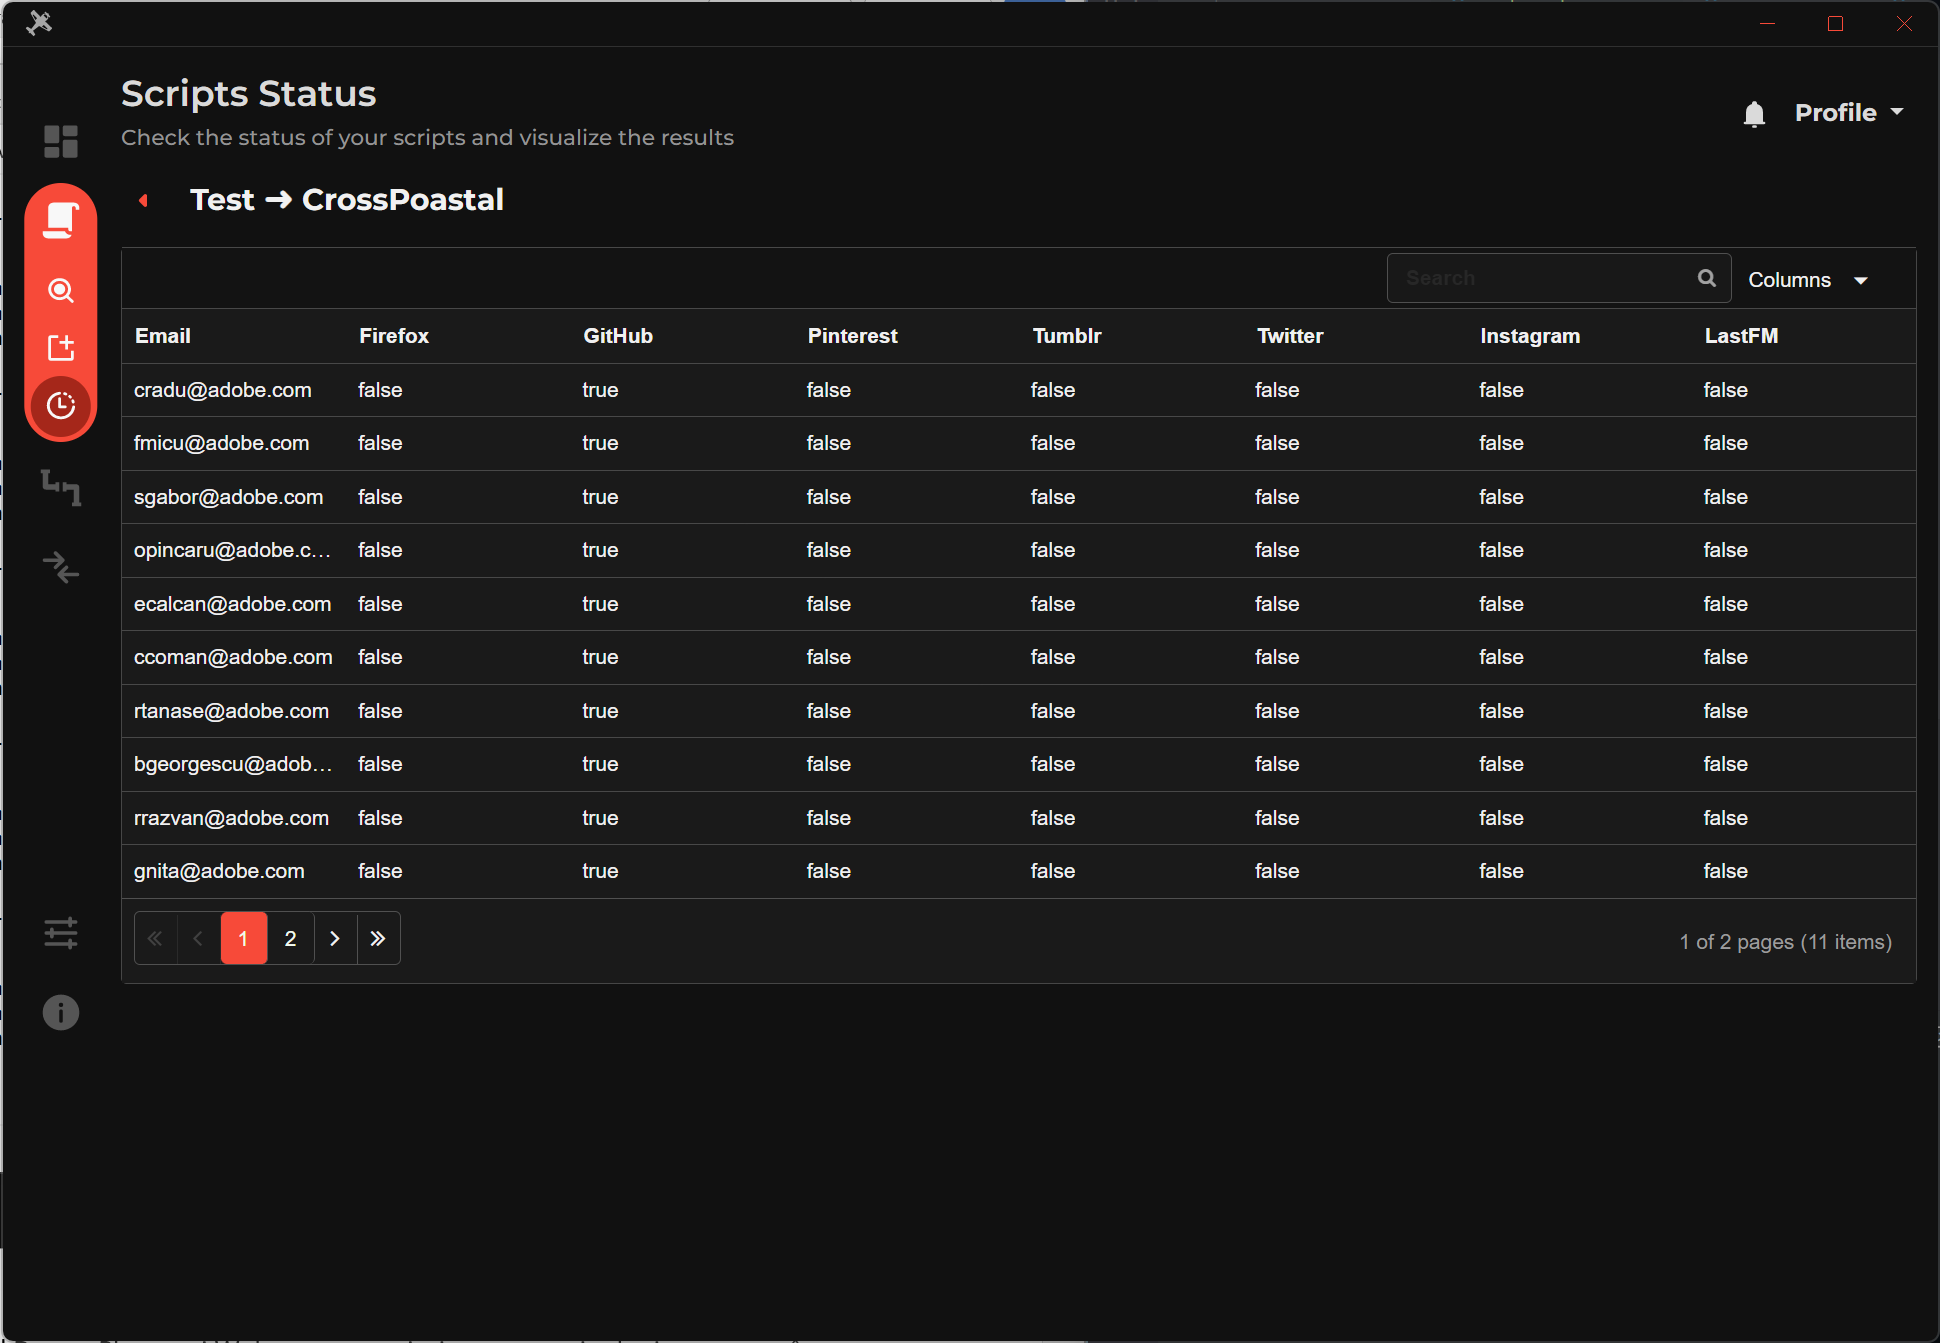 Scripts Status
Check the status of your scripts and visualize the results
Profile
Test ➜ CrossPoastal
Search
Columns
Email Firefox GitHub Pinterest Tumblr Twitter Instagram LastFM
cradu@adobe.com false true false false false false false
fmicu@adobe.com false true false false false false false
sgabor@adobe.com false true false false false false false
opincaru@adobe.c... false true false false false false false
ecalcan@adobe.com false true false false false false false
ccoman@adobe.com false true false false false false false
rtanase@adobe.com false true false false false false false
bgeorgescu@adob... false true false false false false false
rrazvan@adobe.com false true false false false false false
gnita@adobe.com false true false false false false false
« ‹ 1 2 › »
1 of 2 pages (11 items)